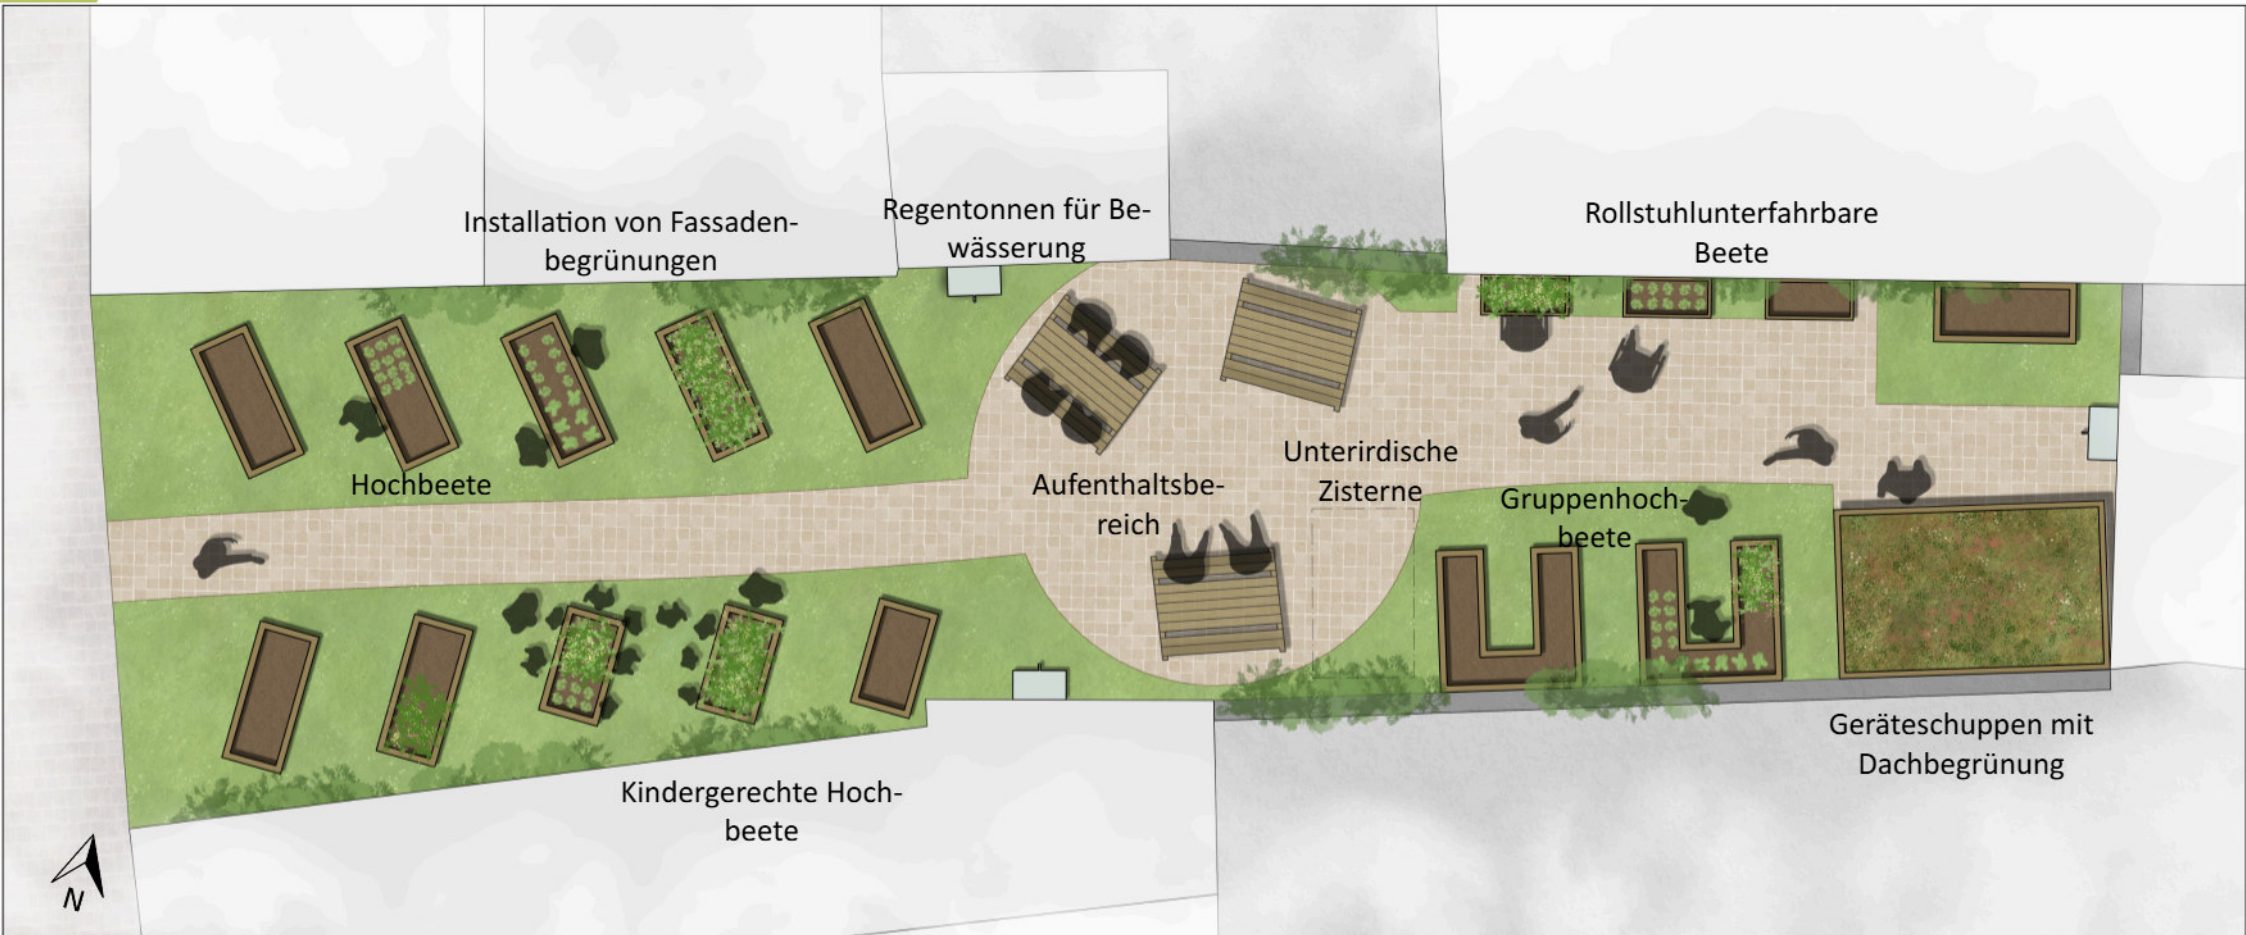 Installation von Fassaden-
begrünungen
Regentonnen für Be-
wässerung
Rollstuhlunterfahrbare
Beete
Hochbeete
Aufenthaltsbe-
reich
Unterirdische
Zisterne
Gruppenhoch-
beete
Kindergerechte Hoch-
beete
Geräteschuppen mit
Dachbegrünung
N